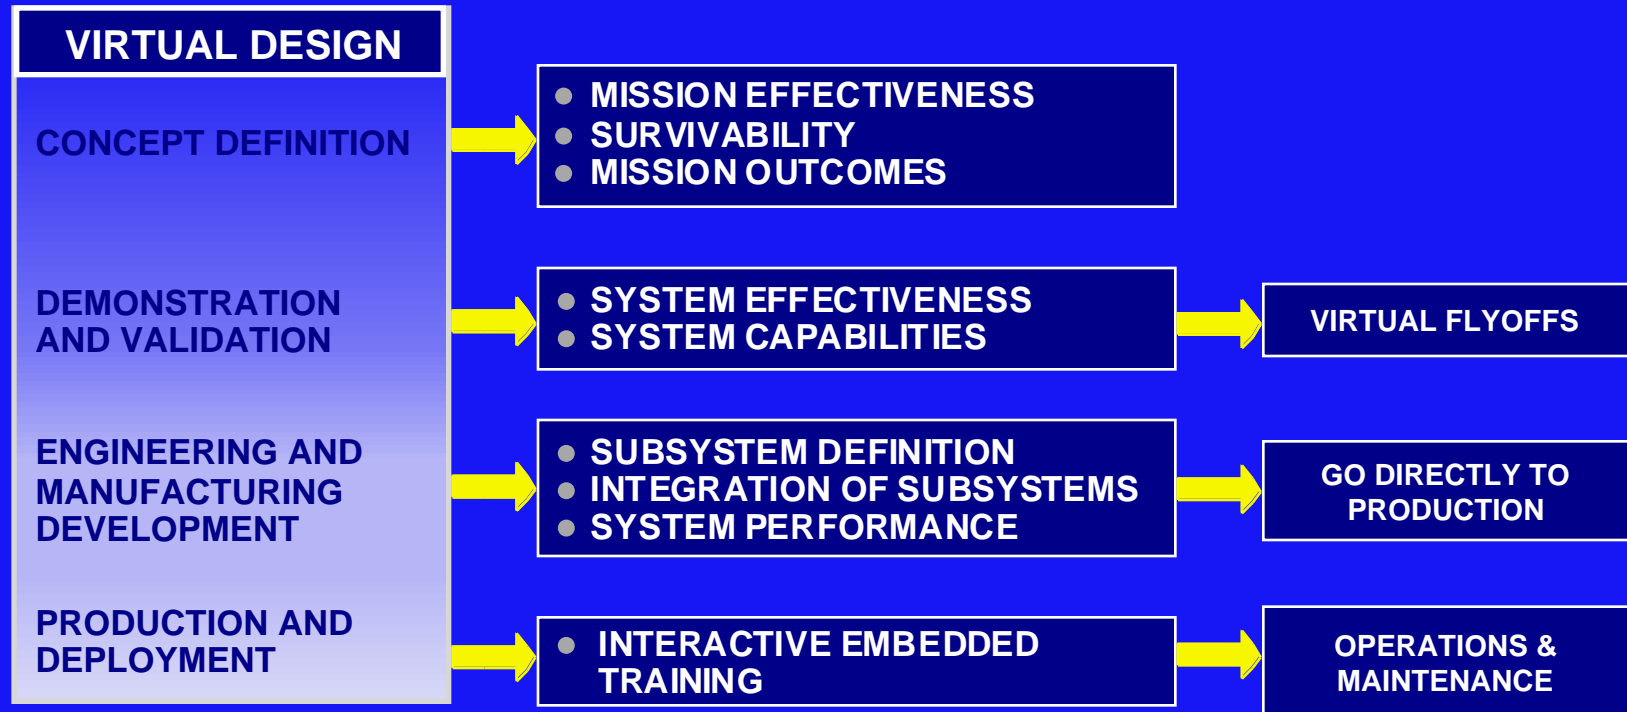 VIRTUAL DESIGN
CONCEPT DEFINITION
MISSION EFFECTIVENESS
SURVIVABILITY
MISSION OUTCOMES
DEMONSTRATION
AND VALIDATION
SYSTEM EFFECTIVENESS
SYSTEM CAPABILITIES
VIRTUAL FLYOFFS
ENGINEERING AND
MANUFACTURING
DEVELOPMENT
SUBSYSTEM DEFINITION
INTEGRATION OF SUBSYSTEMS
SYSTEM PERFORMANCE
GO DIRECTLY TO
PRODUCTION
PRODUCTION AND
DEPLOYMENT
INTERACTIVE EMBEDDED
TRAINING
OPERATIONS &
MAINTENANCE